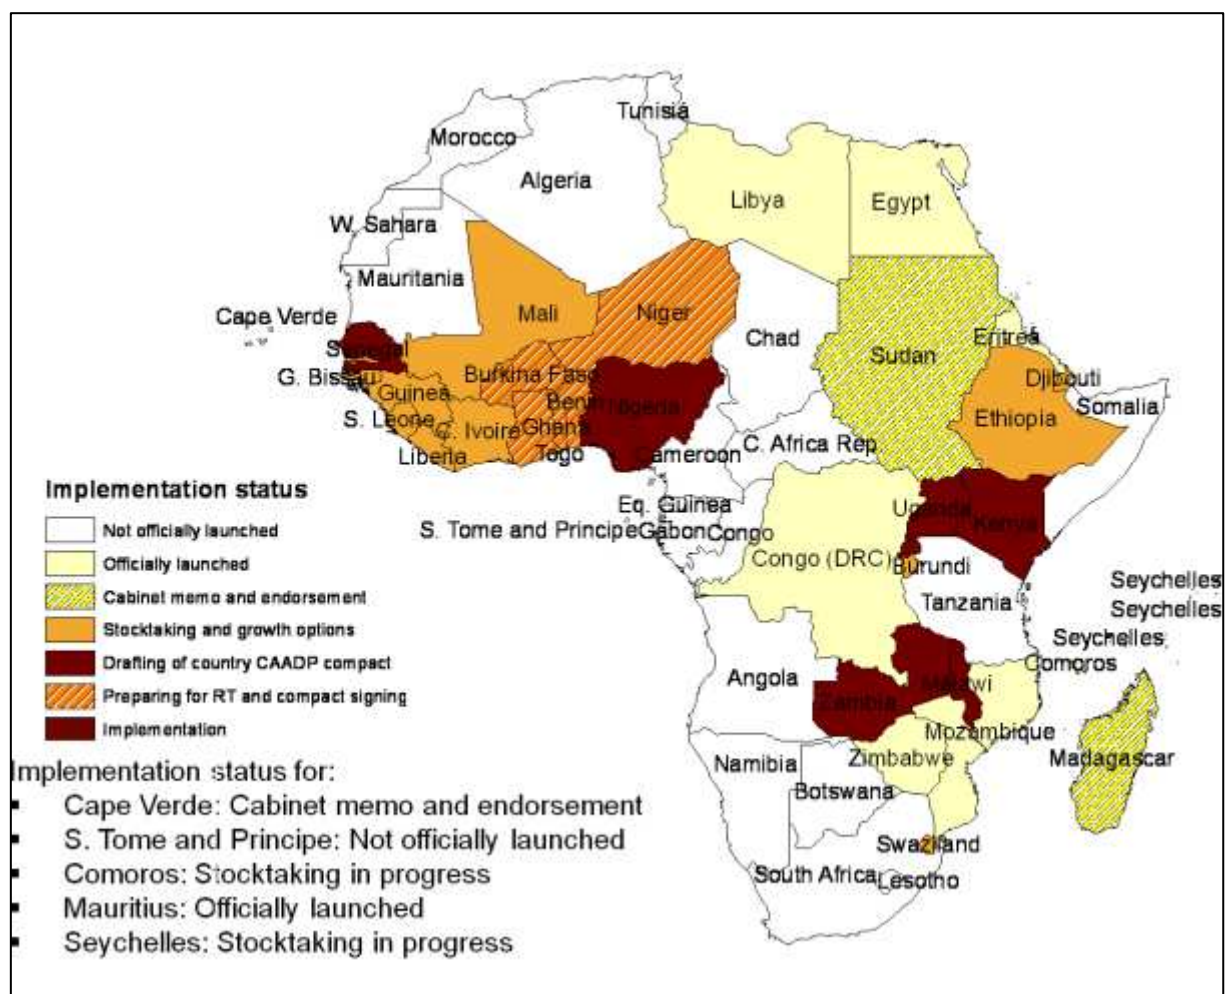 Tunisia
Morocco
Algeria
Libya
Egypt
W. Sahara
Mauritania
Cape Verde
Mali
Niger
Chad
Sudan
Eritrea
Senegal
G. Bissau
Guinea
Burkina Faso
Djibouti
Somalia
Benin
Nigeria
S. Leone
C. Ivoire
Ghana
Ethiopia
Liberia
Togo
Cameroon
C. Africa Rep
Eq. Guinea
Uganda
Kenya
S. Tome and Principe
Gabon
Congo
Congo (DRC)
Burundi
Tanzania
Seychelles
Seychelles
Seychelles
Comoros
Angola
Malawi
Zambia
Mozambique
Zimbabwe
Madagascar
Namibia
Botswana
Swaziland
South Africa
Lesotho
Implementation status
Not officially launched
Officially launched
Cabinet memo and endorsement
Stocktaking and growth options
Drafting of country CAADP compact
Preparing for RT and compact signing
Implementation
Implementation status for:
▪ Cape Verde: Cabinet memo and endorsement
▪ S. Tome and Principe: Not officially launched
▪ Comoros: Stocktaking in progress
▪ Mauritius: Officially launched
▪ Seychelles: Stocktaking in progress